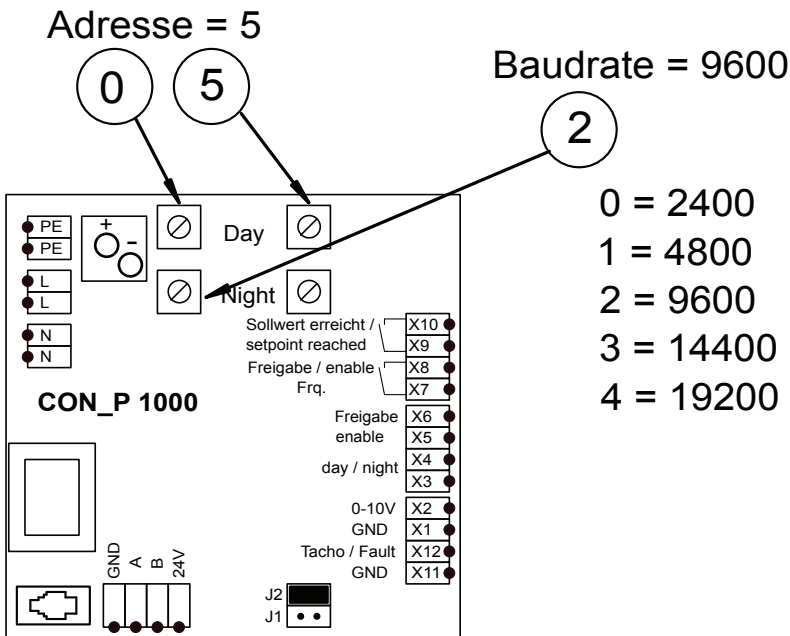 Adresse = 5
0 5
Baudrate = 9600
2
0 = 2400
1 = 4800
2 = 9600
3 = 14400
4 = 19200
PE
PE
+
-
Day
L
L
Night
N
N
CON_P 1000
Sollwert erreicht / X10
setpoint reached X9
Freigabe / enable X8
Frq. X7
Freigabe X6
enable X5
day / night X4
X3
0-10V X2
GND X1
Tacho / Fault X12
GND X11
GND A B 24V
J2
J1